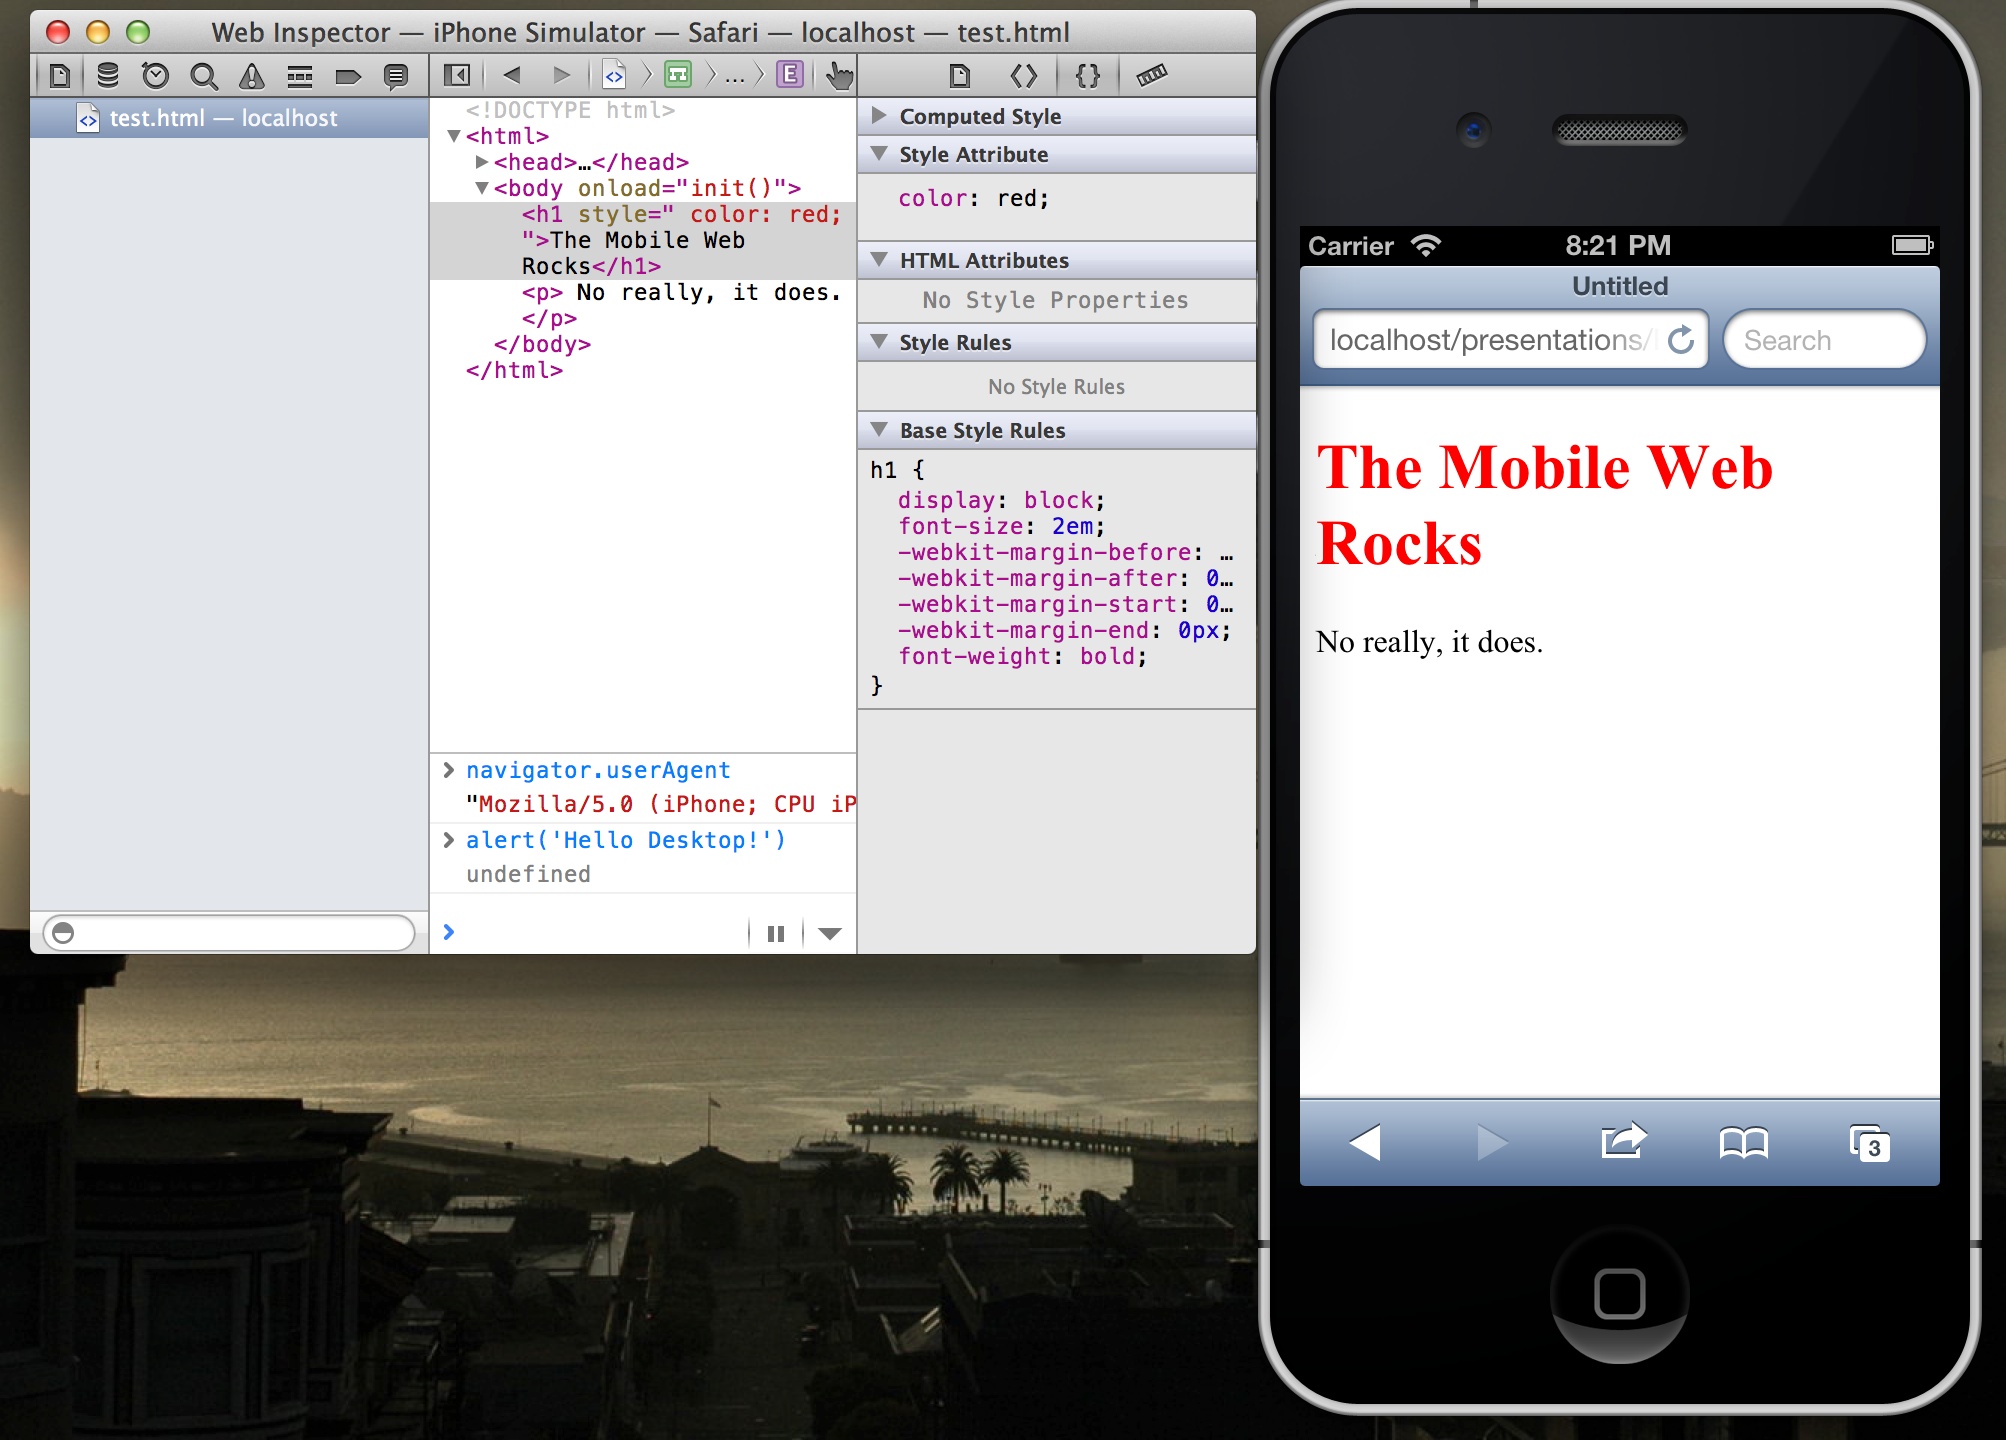 Web Inspector — iPhone Simulator — Safari — localhost — test.html
... E
test.html — localhost
<!DOCTYPE html>
<html>
<head>…</head>
<body onload="init()">
<h1 style=" color: red;
">The Mobile Web
Rocks</h1>
<p> No really, it does.
</p>
</body>
</html>
navigator.userAgent
"Mozilla/5.0 (iPhone; CPU iP
alert('Hello Desktop!')
undefined
Computed Style
Style Attribute
color: red;
HTML Attributes
No Style Properties
Style Rules
No Style Rules
Base Style Rules
h1 {
display: block;
font-size: 2em;
-webkit-margin-before: …
-webkit-margin-after: 0…
-webkit-margin-start: 0…
-webkit-margin-end: 0px;
font-weight: bold;
}
Carrier 8:21 PM
Untitled
localhost/presentations/ Search
The Mobile Web
Rocks
No really, it does.
3